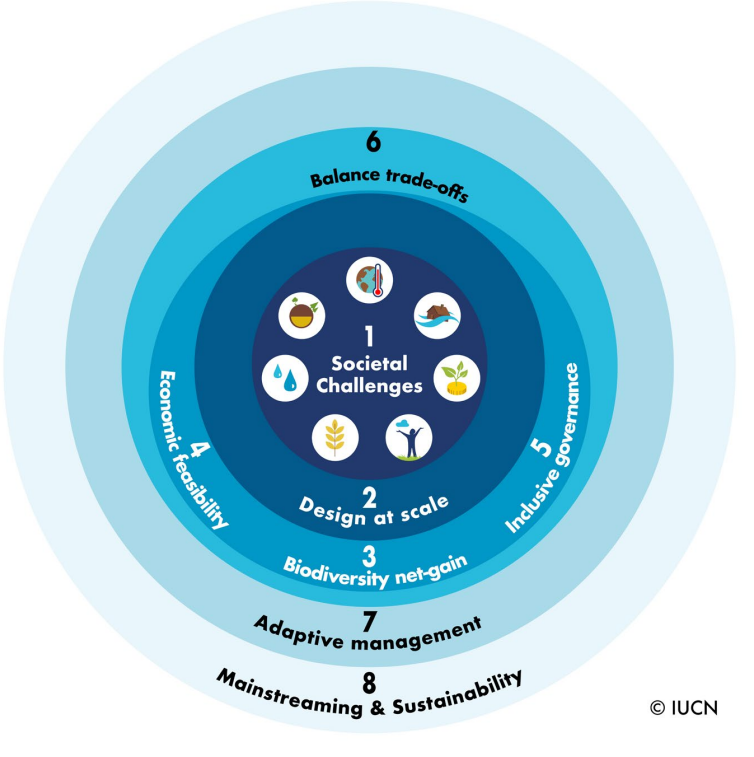 6
Balance trade-offs
1
Societal
Challenges
4
Economic feasibility
5
Inclusive governance
2
Design at scale
3
Biodiversity net-gain
7
Adaptive management
8
Mainstreaming & Sustainability
© IUCN